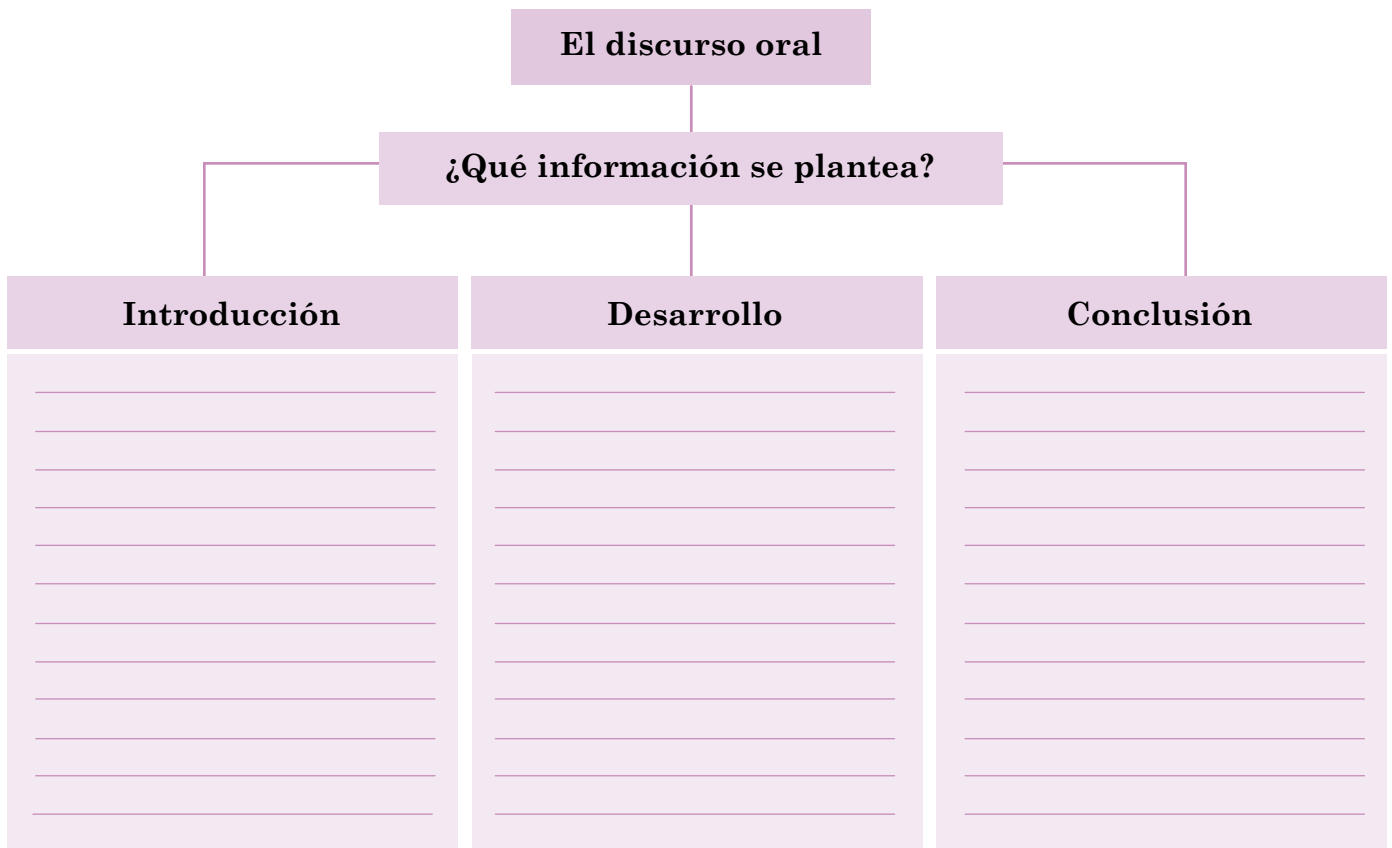 El discurso oral
¿Qué información se plantea?
Introducción
Desarrollo
Conclusión